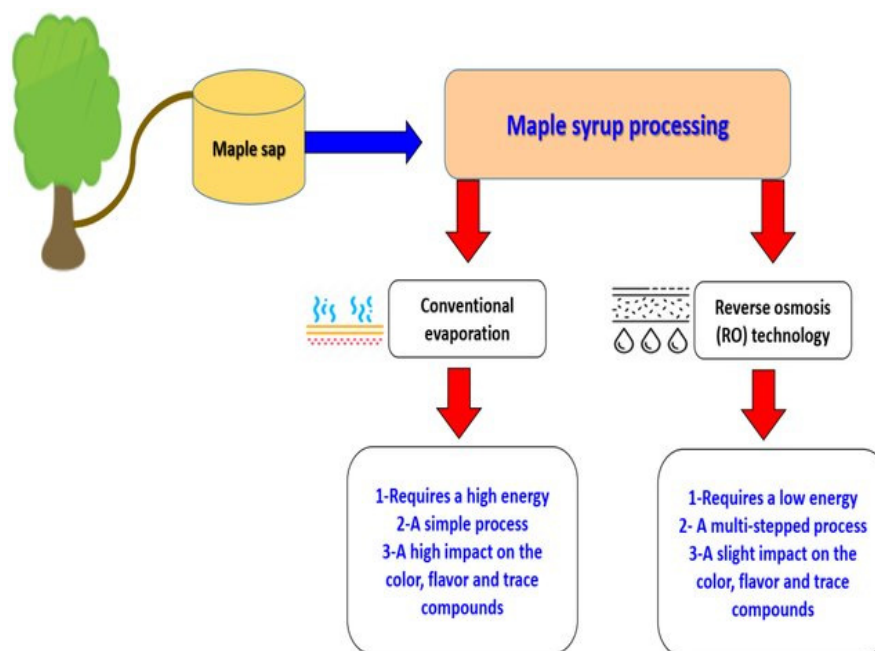 Maple sap
Maple syrup processing
Conventional
evaporation
Reverse osmosis
(RO) technology
1-Requires a high energy
2-A simple process
3-A high impact on the
color, flavor and trace
compounds
1-Requires a low energy
2- A multi-stepped process
3-A slight impact on the
color, flavor and trace
compounds